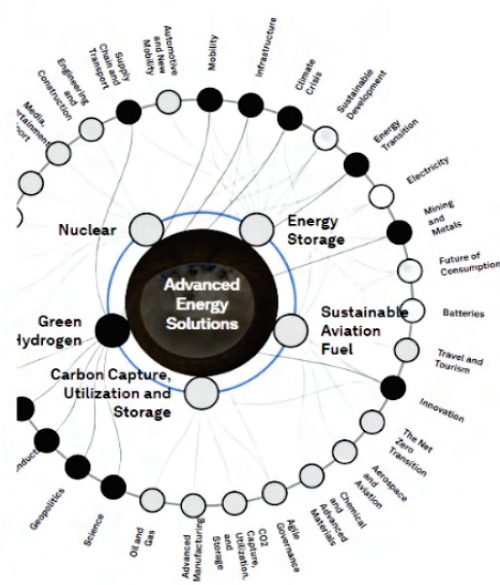 Media,
Engineering
and
Construction
Supply
Chain and
Transport
Automotive
and New
Mobility
Mobility
Infrastructure
Climate
Crisis
Sustainable
Development
Energy
Transition
Electricity
Mining
and
Metals
Future of
Consumption
Batteries
Travel and
Tourism
Innovation
The Net
Zero
Transition
Aerospace
and
Aviation
Chemical
and
Advanced
Materials
Agile
Governance
CO2
Capture,
Utilization,
and
Storage
Advanced
Manufacturing
Oil and
Gas
Science
Geopolitics
Nuclear
Energy
Storage
Advanced
Energy
Solutions
Green
Hydrogen
Sustainable
Aviation
Fuel
Carbon Capture,
Utilization and
Storage